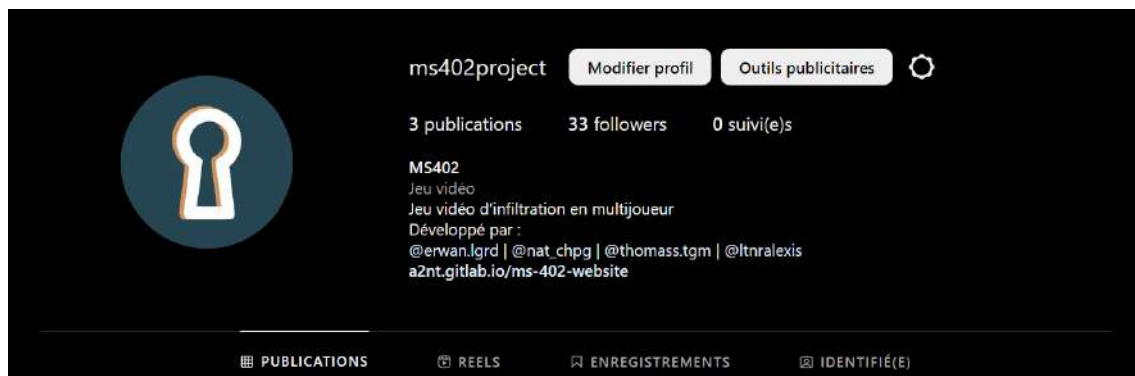 ms402project Modifier profil Outils publicitaires
3 publications 33 followers 0 suivi(e)s
MS402
Jeu vidéo
Jeu vidéo d'infiltration en multijoueur
Développé par :
@erwan.lgrd | @nat_chpg | @thomass.tgm | @ltnralexis
a2nt.gitlab.io/ms-402-website
PUBLICATIONS REELS ENREGISTREMENTS IDENTIFIÉ(E)